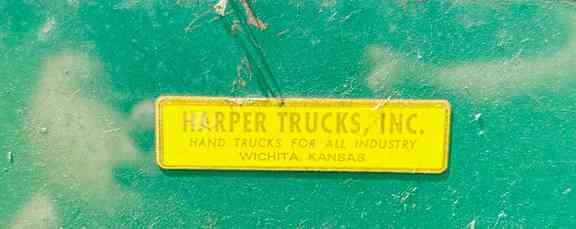 HARPER TRUCKS, INC.
HAND TRUCKS FOR ALL INDUSTRY
WICHITA, KANSAS